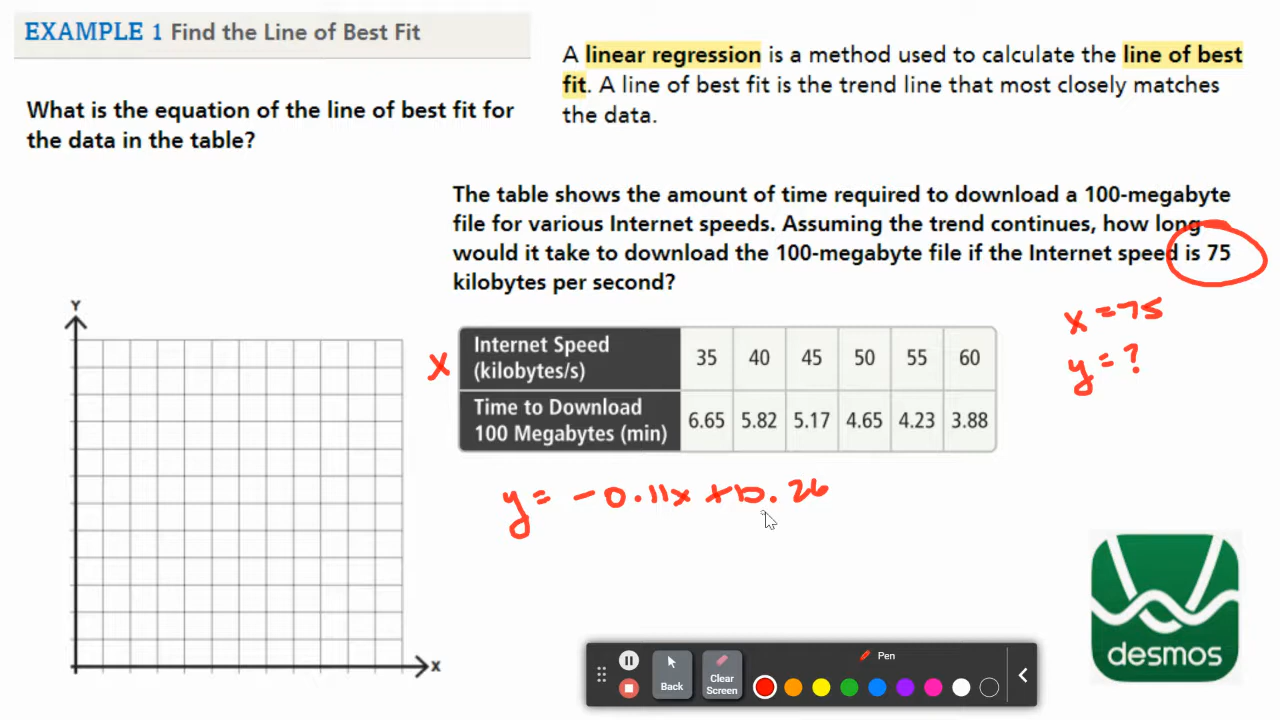 EXAMPLE 1 Find the Line of Best Fit
A linear regression is a method used to calculate the line of best
fit. A line of best fit is the trend line that most closely matches
the data.
What is the equation of the line of best fit for
the data in the table?
The table shows the amount of time required to download a 100-megabyte
file for various Internet speeds. Assuming the trend continues, how long
would it take to download the 100-megabyte file if the Internet speed is 75
kilobytes per second?
x = 75
y = ?
Y
X
x
Internet Speed
(kilobytes/s)
35 40 45 50 55 60
Time to Download
100 Megabytes (min)
6.65 5.82 5.17 4.65 4.23 3.88
y = -0.11x + 10.26
desmos
Pen
Back
Clear
Screen